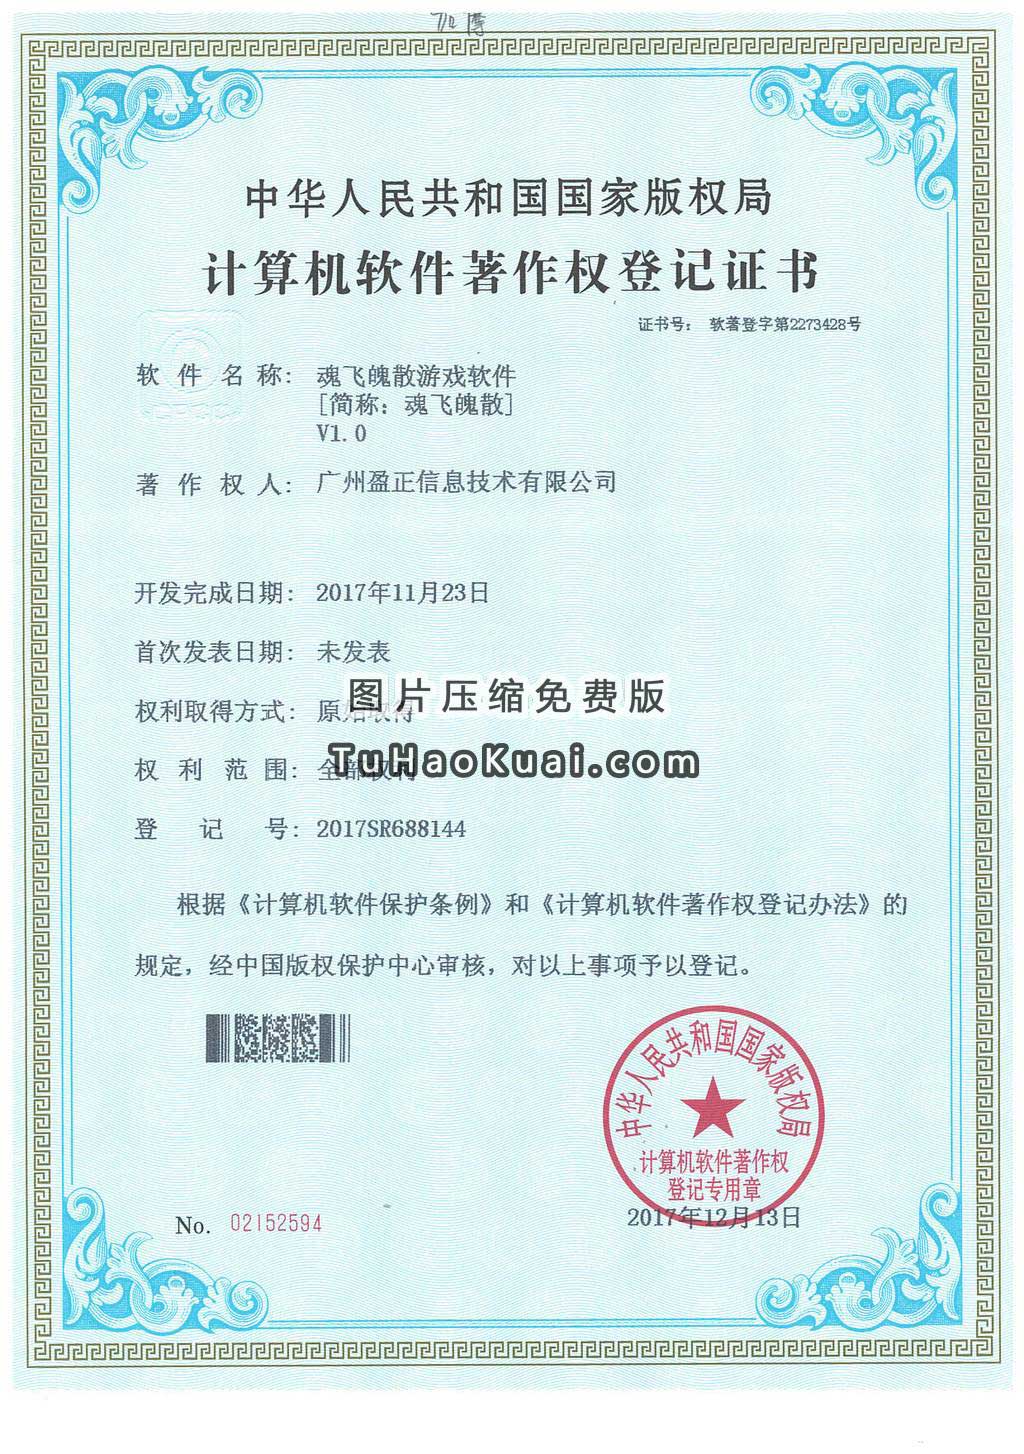 中华人民共和国国家版权局
计算机软件著作权登记证书
证书号： 软著登字第2273428号
软件名称： 魂飞魄散游戏软件
[简称：魂飞魄散]
V1.0
著作权人： 广州盈正信息技术有限公司
开发完成日期： 2017年11月23日
首次发表日期： 未发表
图片压缩免费版
权利取得方式： 原始取得
TuHaoKuai.com
权利范围： 全部权利
登记号： 2017SR688144
根据《计算机软件保护条例》和《计算机软件著作权登记办法》的
规定，经中国版权保护中心审核，对以上事项予以登记。
中华人民共和国国家版权局
计算机软件著作权
登记专用章
No. 02152594
2017年12月13日